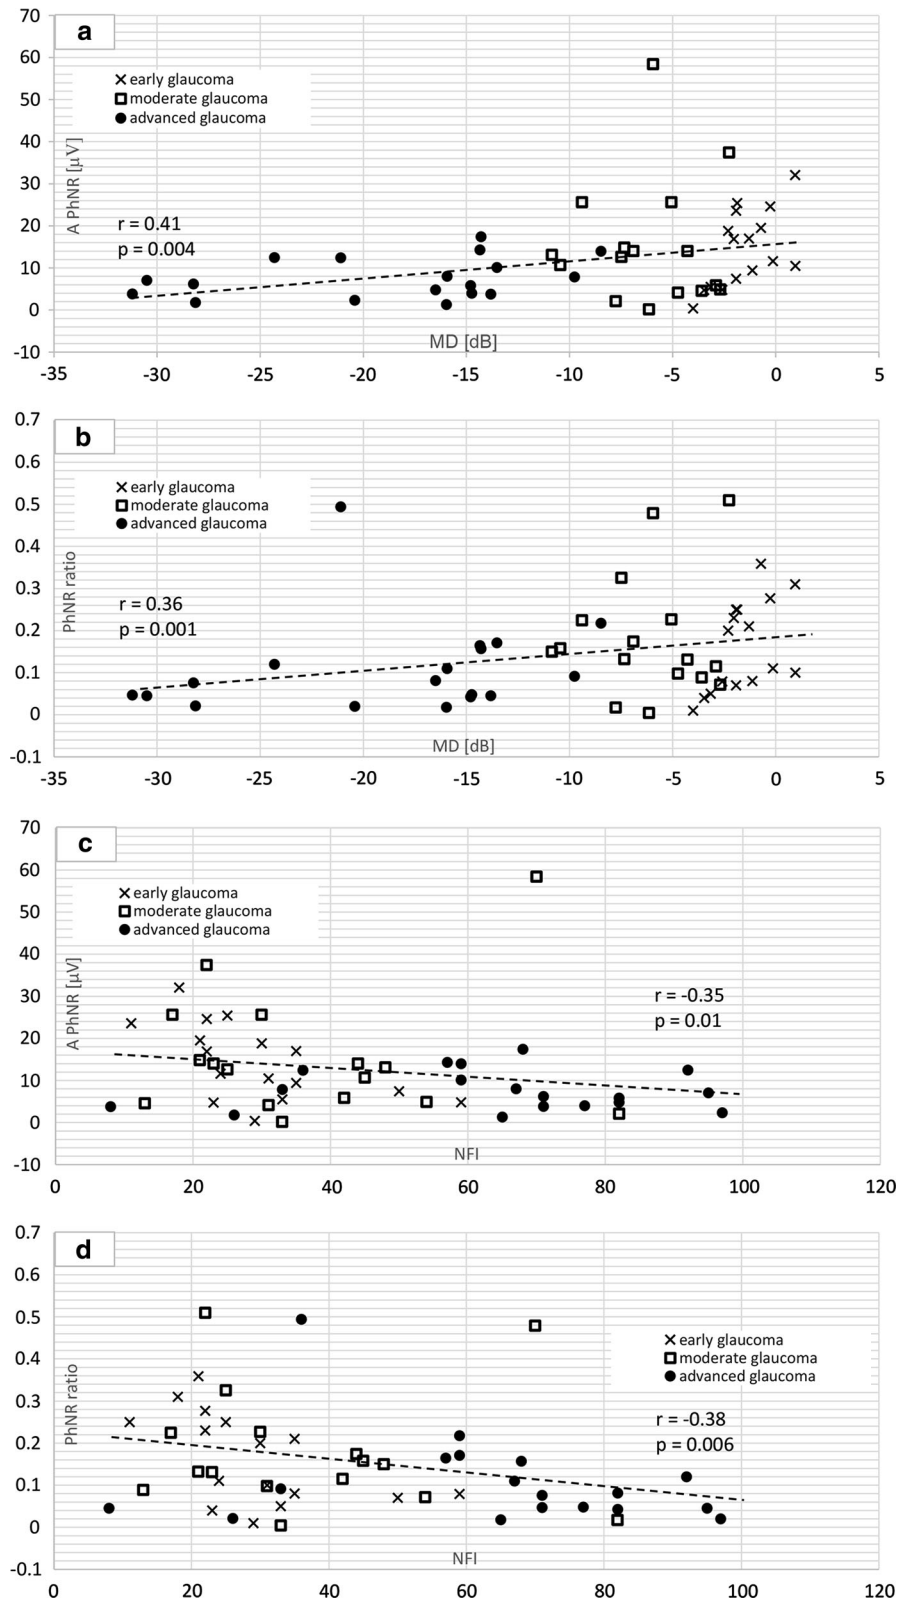 a
70
60
50
40
30
20
10
0
-10
A PhNR [µV]
early glaucoma
moderate glaucoma
advanced glaucoma
r = 0.41
p = 0.004
MD [dB]
-35 -30 -25 -20 -15 -10 -5 0 5
b
0.7
0.6
0.5
0.4
0.3
0.2
0.1
0
-0.1
PhNR ratio
early glaucoma
moderate glaucoma
advanced glaucoma
r = 0.36
p = 0.001
MD [dB]
-35 -30 -25 -20 -15 -10 -5 0 5
c
70
60
50
40
30
20
10
0
-10
A PhNR [µV]
early glaucoma
moderate glaucoma
advanced glaucoma
r = -0.35
p = 0.01
NFI
0 20 40 60 80 100 120
d
0.7
0.6
0.5
0.4
0.3
0.2
0.1
0
-0.1
PhNR ratio
early glaucoma
moderate glaucoma
advanced glaucoma
r = -0.38
p = 0.006
NFI
0 20 40 60 80 100 120